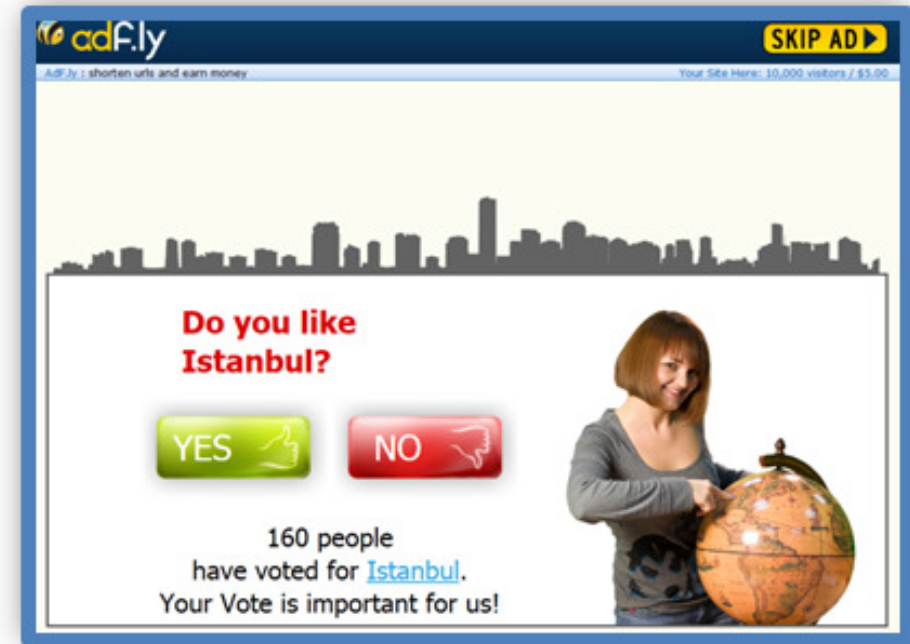 adf.ly
SKIP AD
AdF.ly : shorten urls and earn money
Your Site Here: 10,000 visitors / $5.00
Do you like
Istanbul?
YES
NO
160 people
have voted for Istanbul.
Your Vote is important for us!